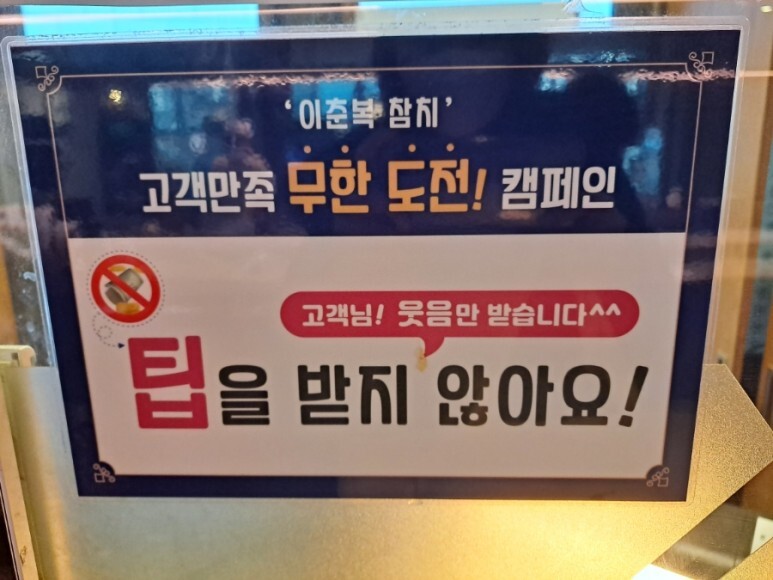 '이춘복 참치'
고객만족 무한 도전! 캠페인
고객님! 웃음만 받습니다^^
팁을 받지 않아요!